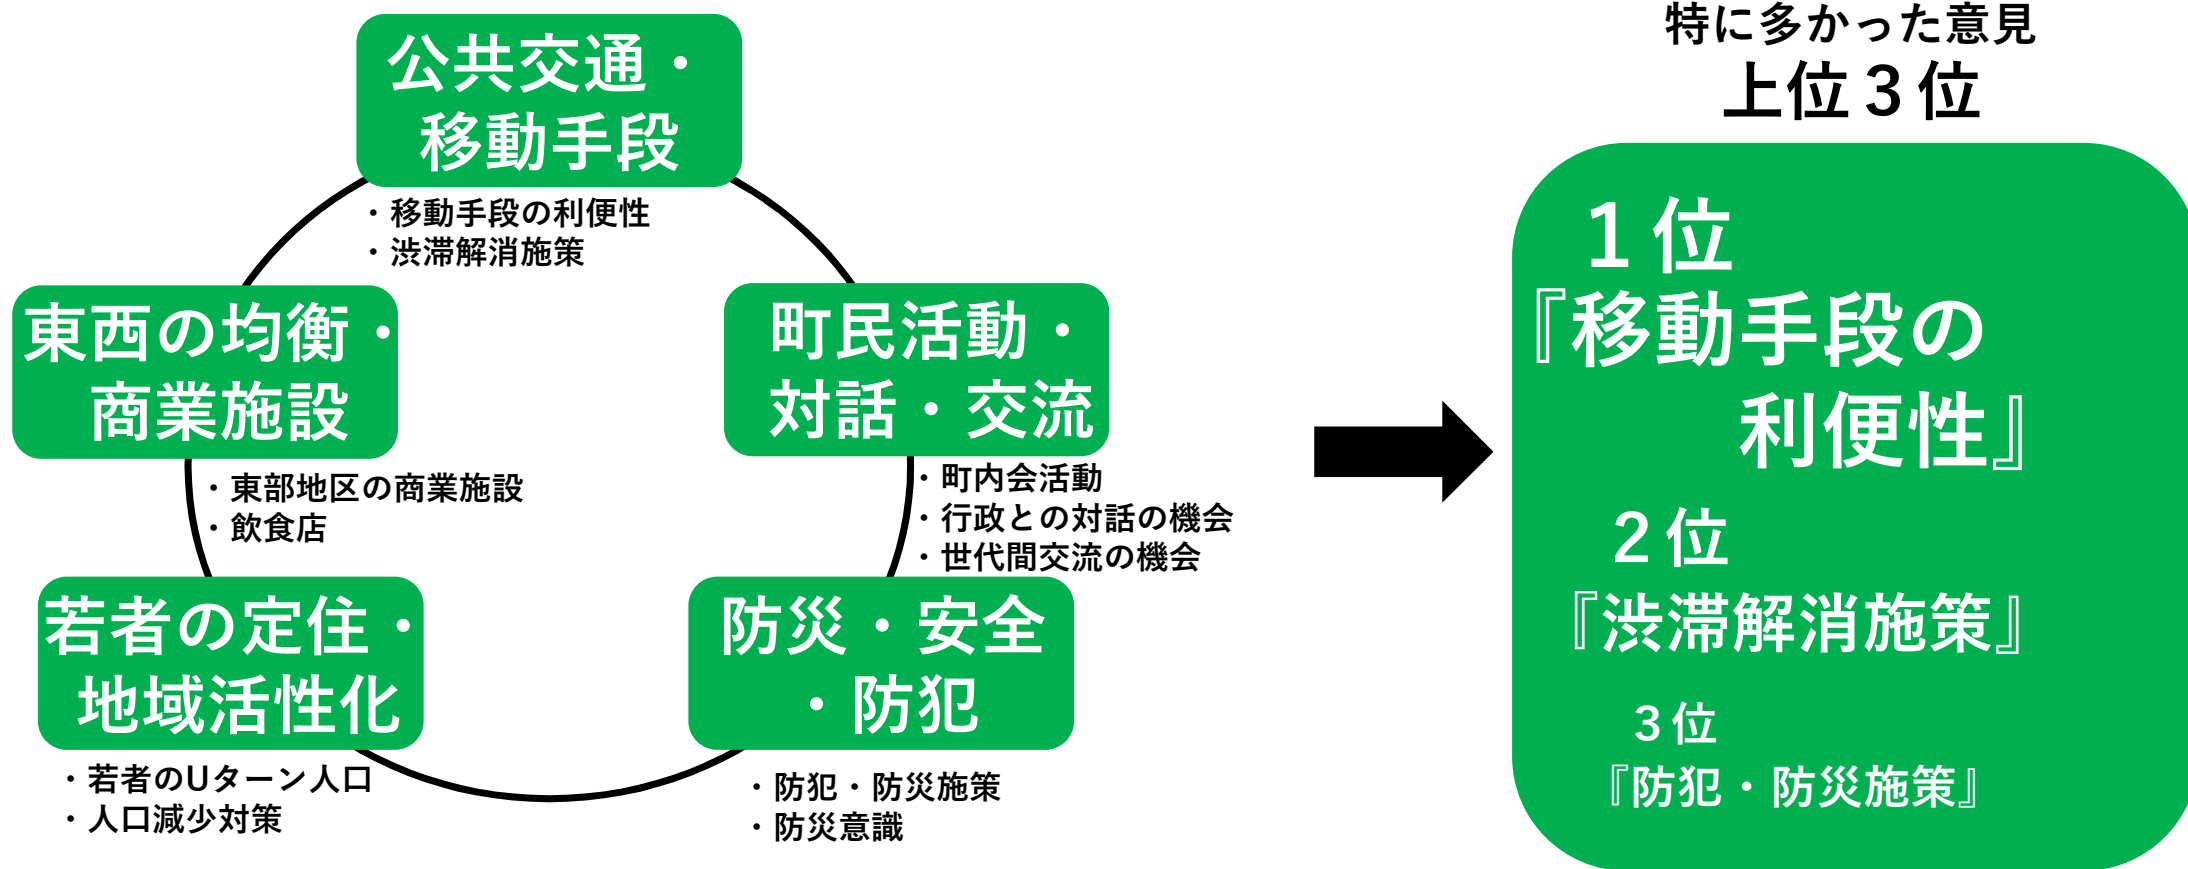 公共交通・
移動手段
・移動手段の利便性
・渋滞解消施策
町民活動・
対話・交流
・町内会活動
・行政との対話の機会
・世代間交流の機会
防災・安全
・防犯
・防犯・防災施策
・防災意識
若者の定住・
地域活性化
・若者のUターン人口
・人口減少対策
東西の均衡・
商業施設
・東部地区の商業施設
・飲食店
特に多かった意見
上位３位
１位
『移動手段の
利便性』
２位
『渋滞解消施策』
３位
『防犯・防災施策』